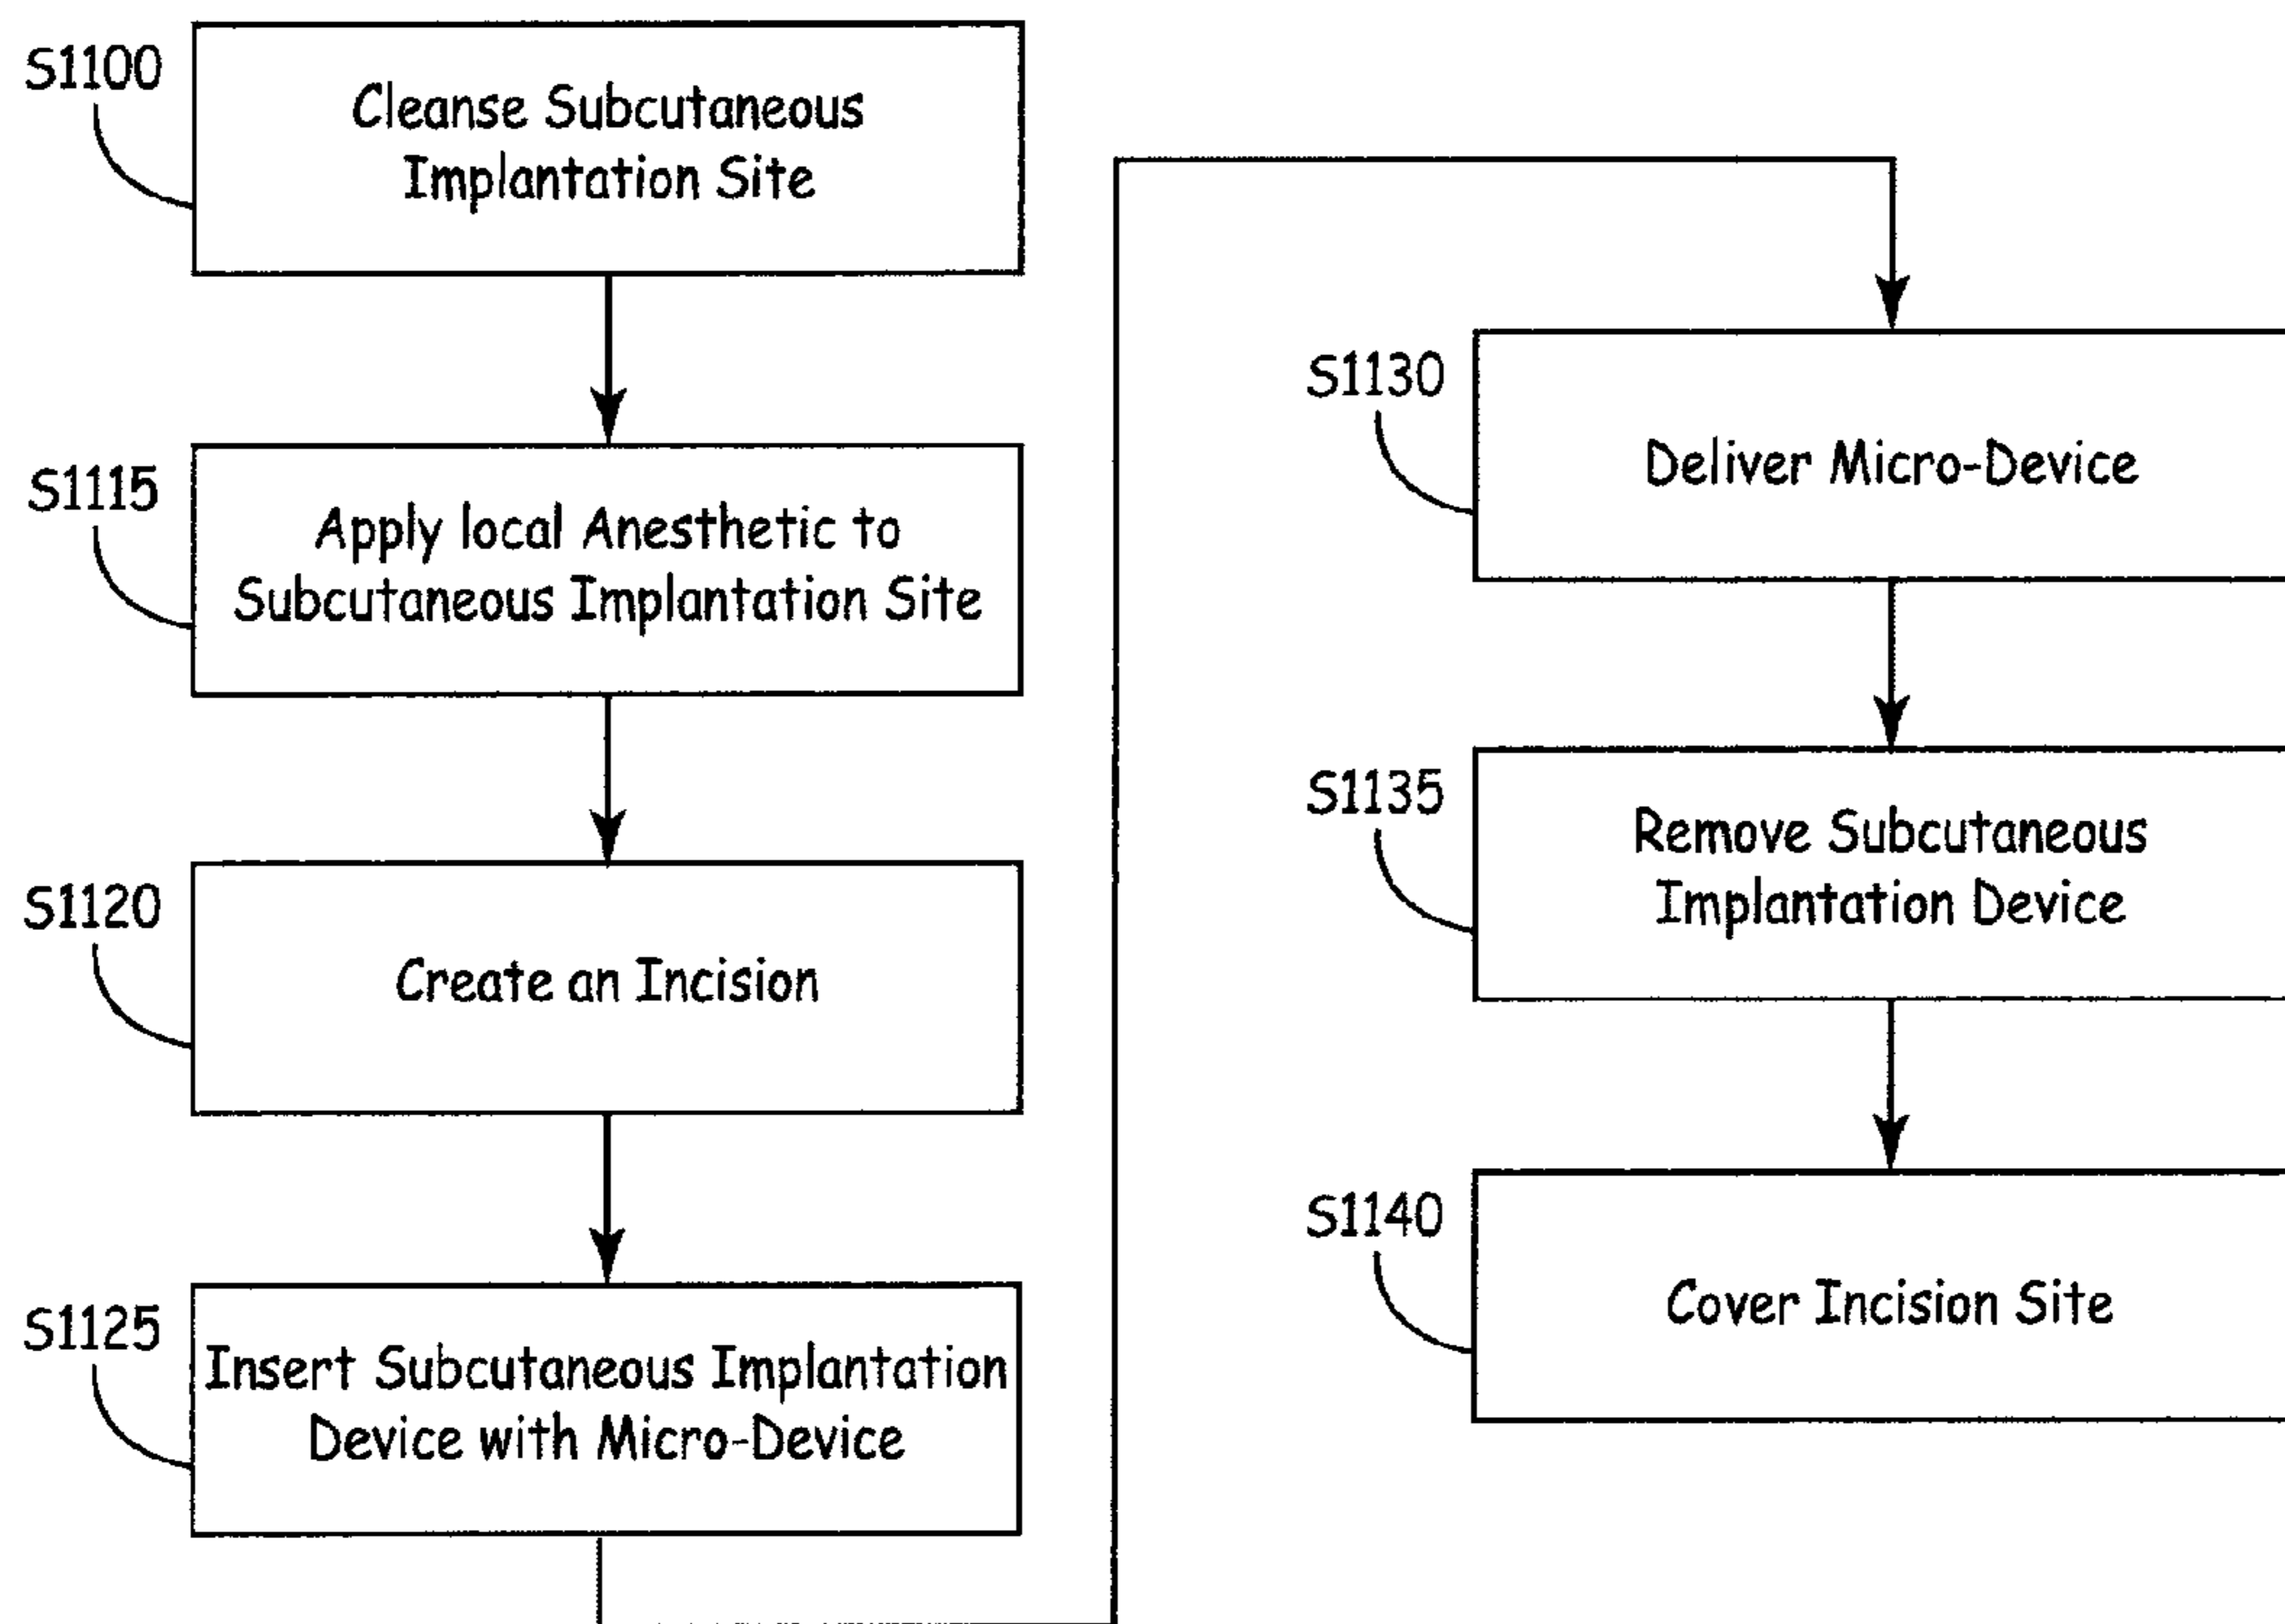 S1100
Cleanse Subcutaneous
Implantation Site
S1115
Apply local Anesthetic to
Subcutaneous Implantation Site
S1120
Create an Incision
S1125
Insert Subcutaneous Implantation
Device with Micro-Device
S1130
Deliver Micro-Device
S1135
Remove Subcutaneous
Implantation Device
S1140
Cover Incision Site